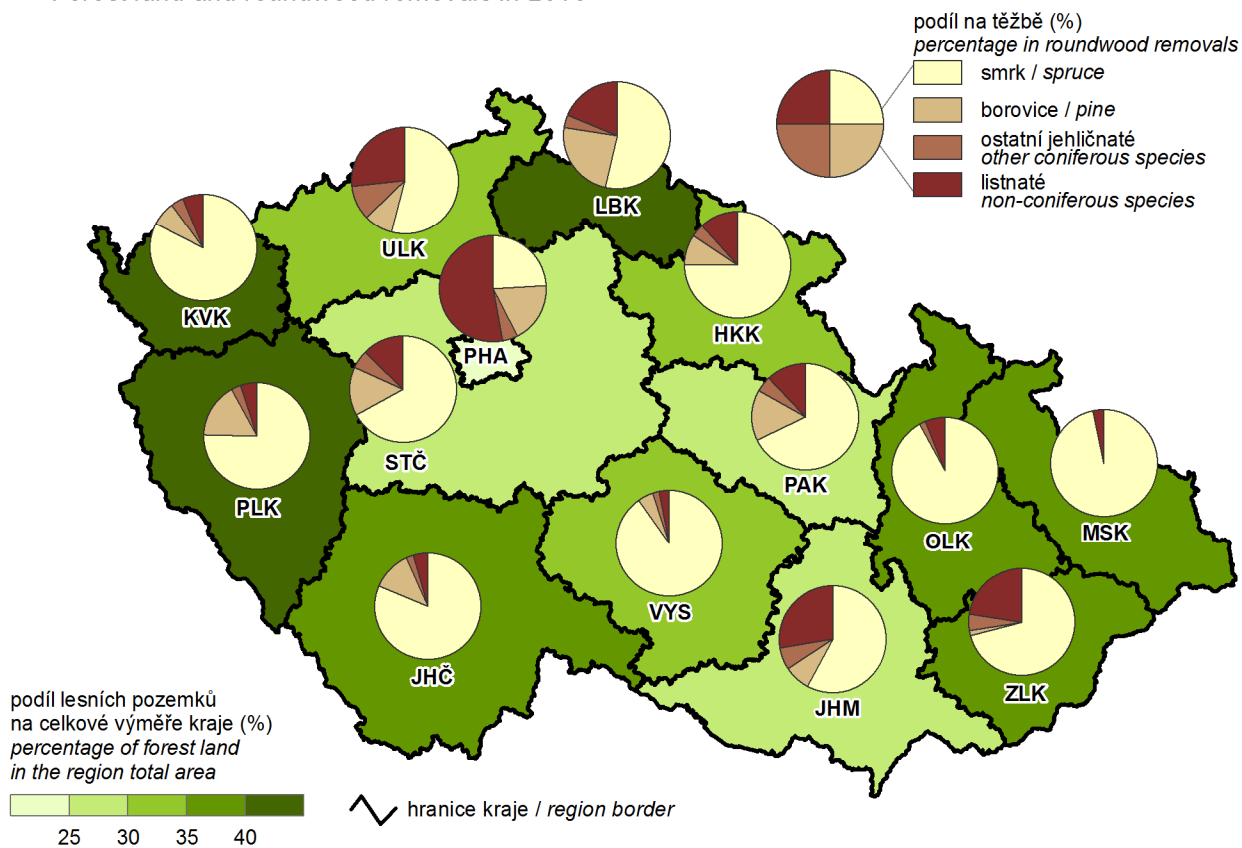 podíl na těžbě (%)
percentage in roundwood removals
smrk / spruce
borovice / pine
ostatní jehličnaté
other coniferous species
listnaté
non-coniferous species
LBK
ULK
KVK
HKK
PHA
STČ
PAK
PLK
OLK
MSK
VYS
JHČ
ZLK
JHM
podíl lesních pozemků
na celkové výměře kraje (%)
percentage of forest land
in the region total area
25 30 35 40
hranice kraje / region border